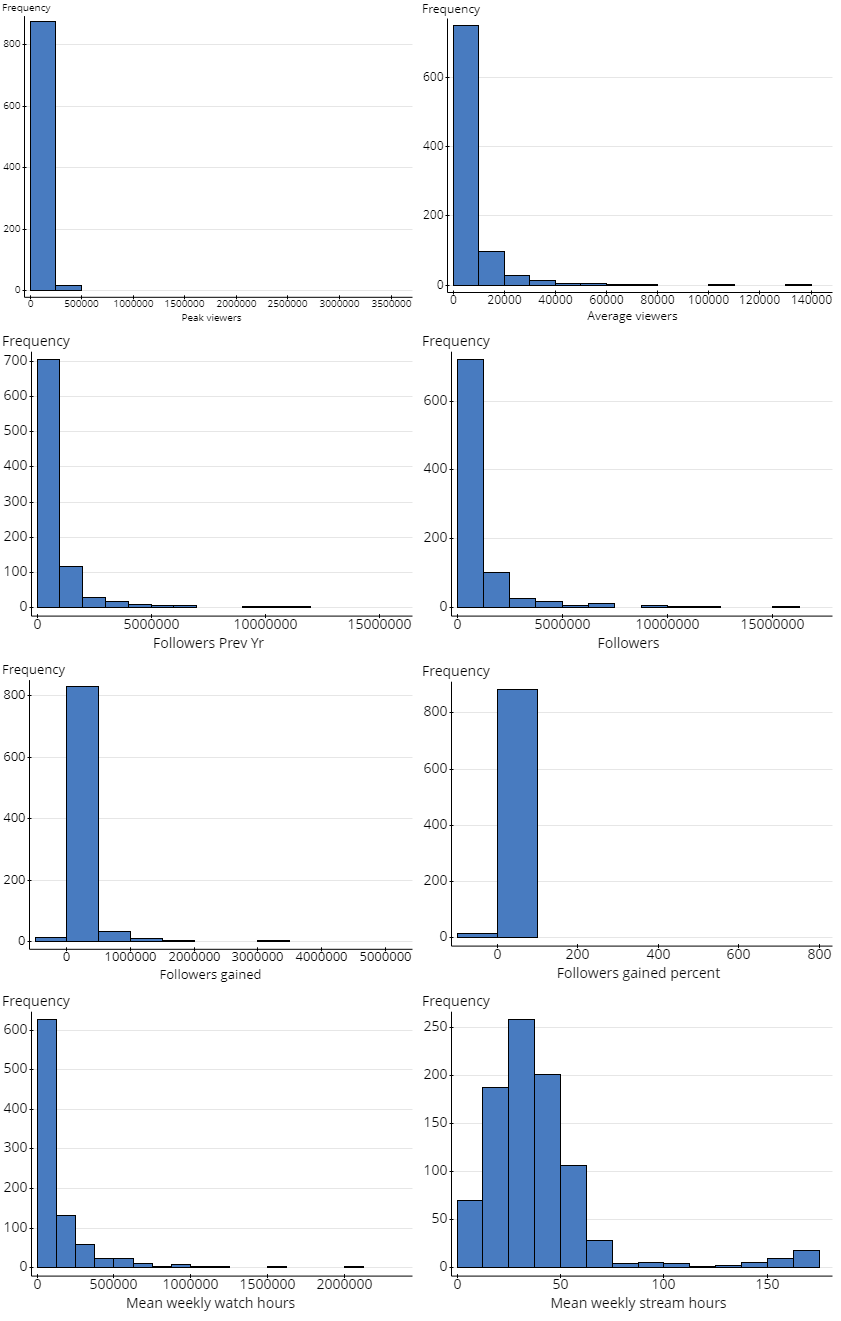 Frequency
800
600
400
200
0
0 500000 1000000 1500000 2000000 2500000 3000000 3500000
Peak viewers
Frequency
600
400
200
0
0 20000 40000 60000 80000 100000 120000 140000
Average viewers
Frequency
700
600
500
400
300
200
100
0
0 5000000 10000000 15000000
Followers Prev Yr
Frequency
600
400
200
0
0 5000000 10000000 15000000
Followers
Frequency
800
600
400
200
0
0 1000000 2000000 3000000 4000000 5000000
Followers gained
Frequency
800
600
400
200
0
0 200 400 600 800
Followers gained percent
Frequency
600
500
400
300
200
100
0
0 500000 1000000 1500000 2000000
Mean weekly watch hours
Frequency
250
200
150
100
50
0
0 50 100 150
Mean weekly stream hours